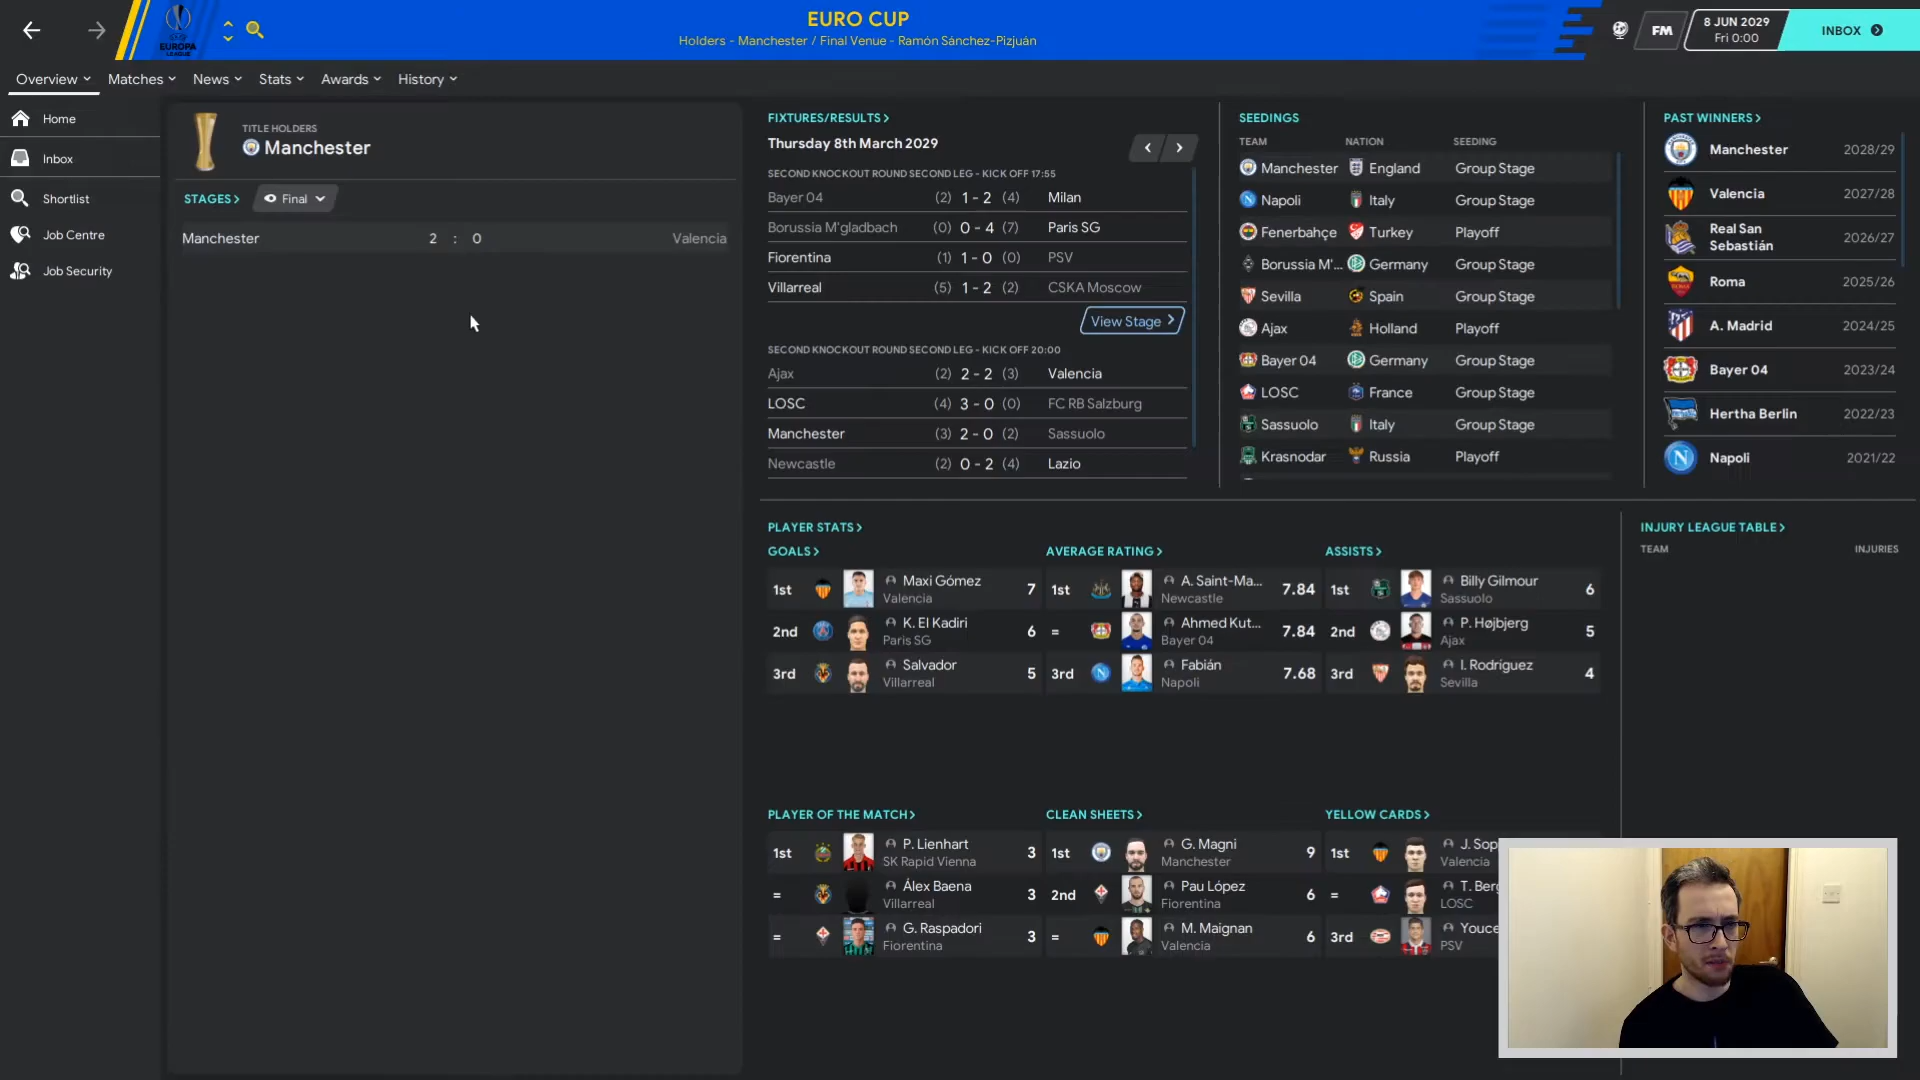 EURO CUP
Holders - Manchester / Final Venue - Ramón Sánchez-Pizjuán
EUROPA
LEAGUE
FM
8 JUN 2029
Fri 0:00
INBOX
Overview
Matches
News
Stats
Awards
History
Home
Inbox
Shortlist
Job Centre
Job Security
TITLE HOLDERS
Manchester
STAGES
Final
Manchester 2 : 0 Valencia
FIXTURES/RESULTS
Thursday 8th March 2029
SECOND KNOCKOUT ROUND SECOND LEG - KICK OFF 17:55
Bayer 04 (2) 1 - 2 (4) Milan
Borussia M'gladbach (0) 0 - 4 (7) Paris SG
Fiorentina (1) 1 - 0 (0) PSV
Villarreal (5) 1 - 2 (2) CSKA Moscow
View Stage
SECOND KNOCKOUT ROUND SECOND LEG - KICK OFF 20:00
Ajax (2) 2 - 2 (3) Valencia
LOSC (4) 3 - 0 (0) FC RB Salzburg
Manchester (3) 2 - 0 (2) Sassuolo
Newcastle (2) 0 - 2 (4) Lazio
SEEDINGS
TEAM NATION SEEDING
Manchester England Group Stage
Napoli Italy Group Stage
Fenerbahçe Turkey Playoff
Borussia M'... Germany Group Stage
Sevilla Spain Group Stage
Ajax Holland Playoff
Bayer 04 Germany Group Stage
LOSC France Group Stage
Sassuolo Italy Group Stage
Krasnodar Russia Playoff
PAST WINNERS
Manchester 2028/29
Valencia 2027/28
Real San
Sebastián 2026/27
Roma 2025/26
A. Madrid 2024/25
Bayer 04 2023/24
Hertha Berlin 2022/23
Napoli 2021/22
PLAYER STATS
GOALS
1st Maxi Gómez 7
Valencia
2nd K. El Kadiri 6
Paris SG
3rd Salvador 5
Villarreal
AVERAGE RATING
1st A. Saint-Ma... 7.84
Newcastle
= Ahmed Kut... 7.84
Bayer 04
3rd Fabián 7.68
Napoli
ASSISTS
1st Billy Gilmour 6
Sassuolo
2nd P. Højbjerg 5
Ajax
3rd I. Rodríguez 4
Sevilla
INJURY LEAGUE TABLE
TEAM INJURIES
PLAYER OF THE MATCH
1st P. Lienhart 3
SK Rapid Vienna
= Álex Baena 3
Villarreal
= G. Raspadori 3
Fiorentina
CLEAN SHEETS
1st G. Magni 9
Manchester
2nd Pau López 6
Fiorentina
= M. Maignan 6
Valencia
YELLOW CARDS
1st J. Sop
Valencia
= T. Berg
LOSC
3rd Youce
PSV